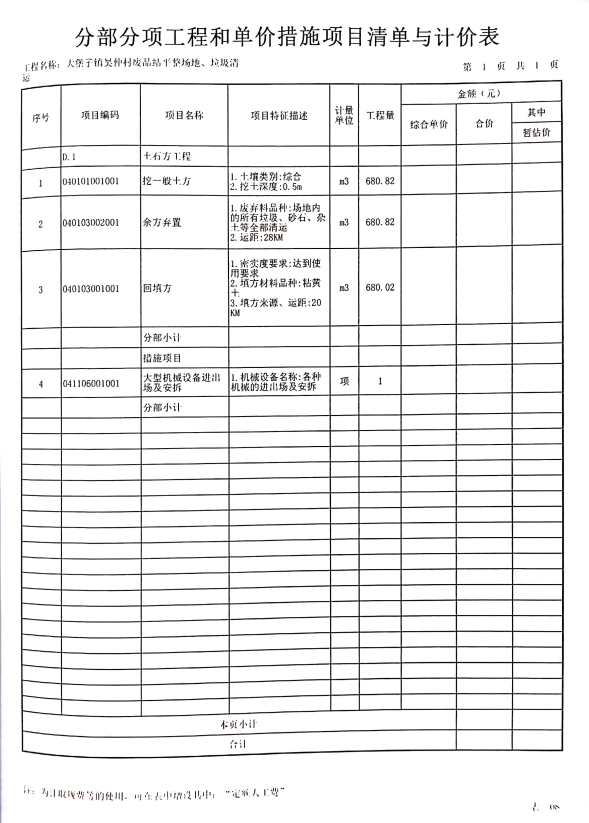 分部分项工程和单价措施项目清单与计价表
工程名称：大堡子镇吴仲村废品站平整场地、垃圾清
运
第 1 页 共 1 页
序号 项目编码 项目名称 项目特征描述 计量单位 工程量 金额（元）
综合单价 合价 其中
暂估价
D.1 土石方工程
1 040101001001 挖一般土方 1.土壤类别:综合 m3 680.82
2.挖土深度:0.5m
2 040103002001 余方弃置 1.废弃料品种:场地内 m3 680.82
的所有垃圾、砂石、杂
土等全部清运
2.运距:28KM
3 040103001001 回填方 1.密实度要求:达到使 m3 680.02
用要求
2.填方材料品种:粘黄
土
3.填方来源、运距:20
KM
分部小计
措施项目
4 041106001001 大型机械设备进出 1.机械设备名称:各种 项 1
场及安拆 机械的进出场及安拆
分部小计
本页小计
合计
注：为计取规费等的使用，可在表中增设其中：“定额人工费”
表-08